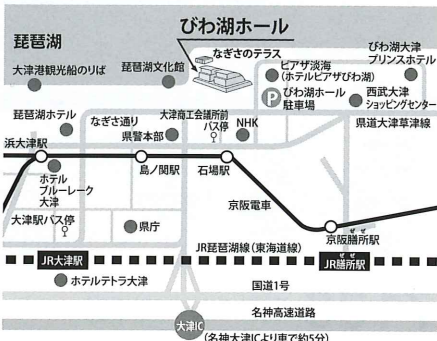 びわ湖ホール
琵琶湖
なぎさのテラス
大津港観光船のりば
琵琶湖文化館
ピアザ淡海
(ホテルピアザびわ湖)
びわ湖大津
プリンスホテル
P
びわ湖ホール
駐車場
西武大津
ショッピングセンター
琵琶湖ホテル
なぎさ通り
県警本部
大津商工会議所前
バス停
NHK
県道大津草津線
浜大津駅
島ノ関駅
石場駅
ホテル
ブルーレーク
大津
京阪電車
大津駅バス停
県庁
京阪膳所駅
ぜぜ
JR琵琶湖線(東海道線)
JR大津駅
JR膳所駅
ぜぜ
ホテルテトラ大津
国道1号
名神高速道路
大津IC
(名神大津ICより車で約5分)